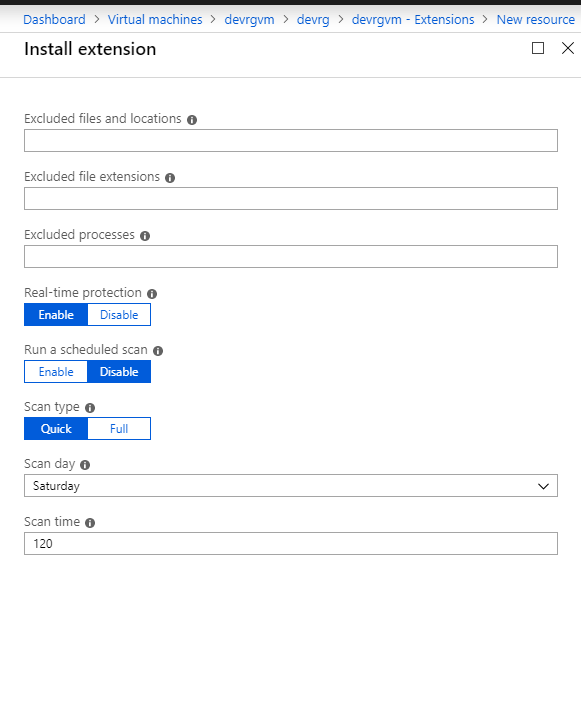 Dashboard > Virtual machines > devrgvm > devrg > devrgvm - Extensions > New resource
Install extension
Excluded files and locations
Excluded file extensions
Excluded processes
Real-time protection
Enable Disable
Run a scheduled scan
Enable Disable
Scan type
Quick Full
Scan day
Saturday
Scan time
120